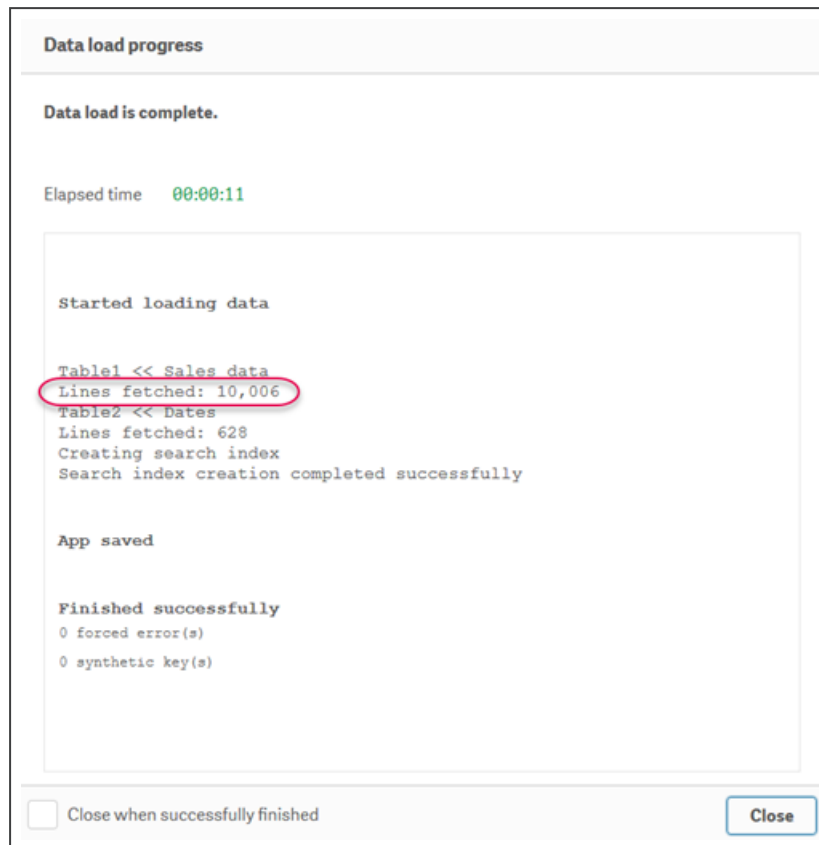 Data load progress
Data load is complete.
Elapsed time 00:00:11
Started loading data
Table1 << Sales data
Lines fetched: 10,006
Table2 << Dates
Lines fetched: 628
Creating search index
Search index creation completed successfully
App saved
Finished successfully
0 forced error(s)
0 synthetic key(s)
Close when successfully finished
Close